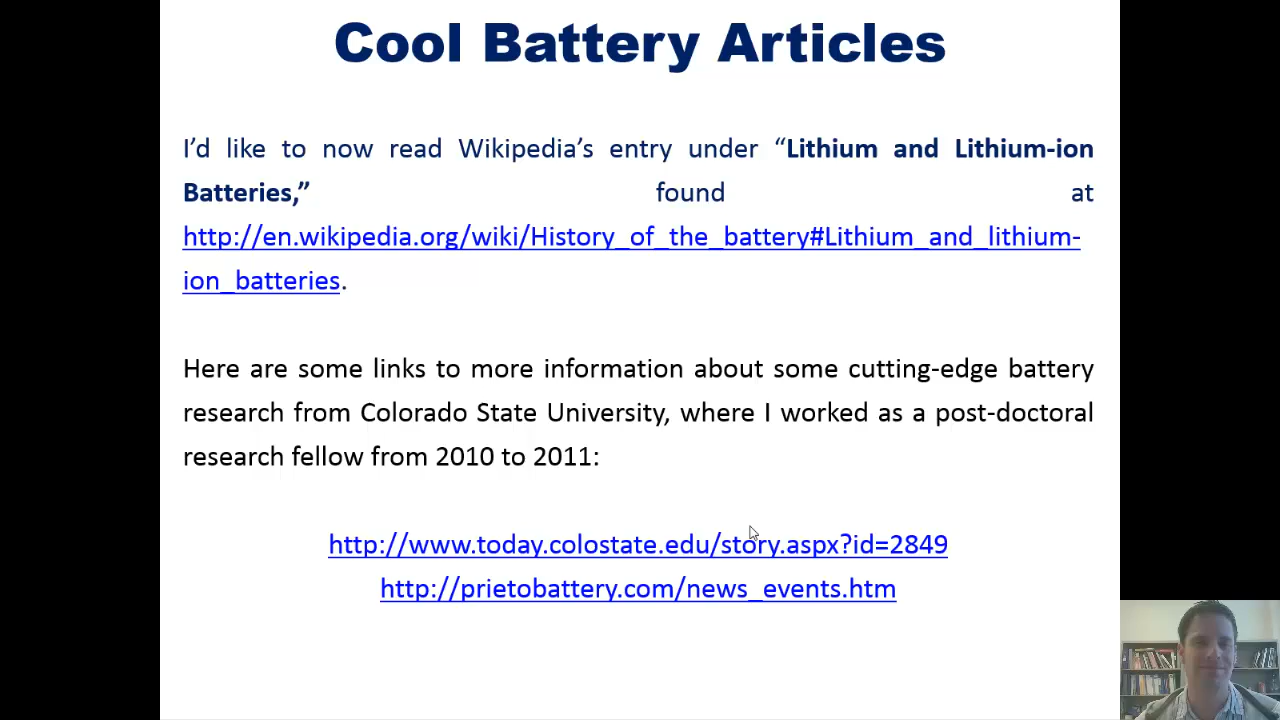 Cool Battery Articles
I’d like to now read Wikipedia’s entry under “Lithium and Lithium-ion
Batteries,” found at
http://en.wikipedia.org/wiki/History_of_the_battery#Lithium_and_lithium-
ion_batteries.
Here are some links to more information about some cutting-edge battery
research from Colorado State University, where I worked as a post-doctoral
research fellow from 2010 to 2011:
http://www.today.colostate.edu/story.aspx?id=2849
http://prietobattery.com/news_events.htm